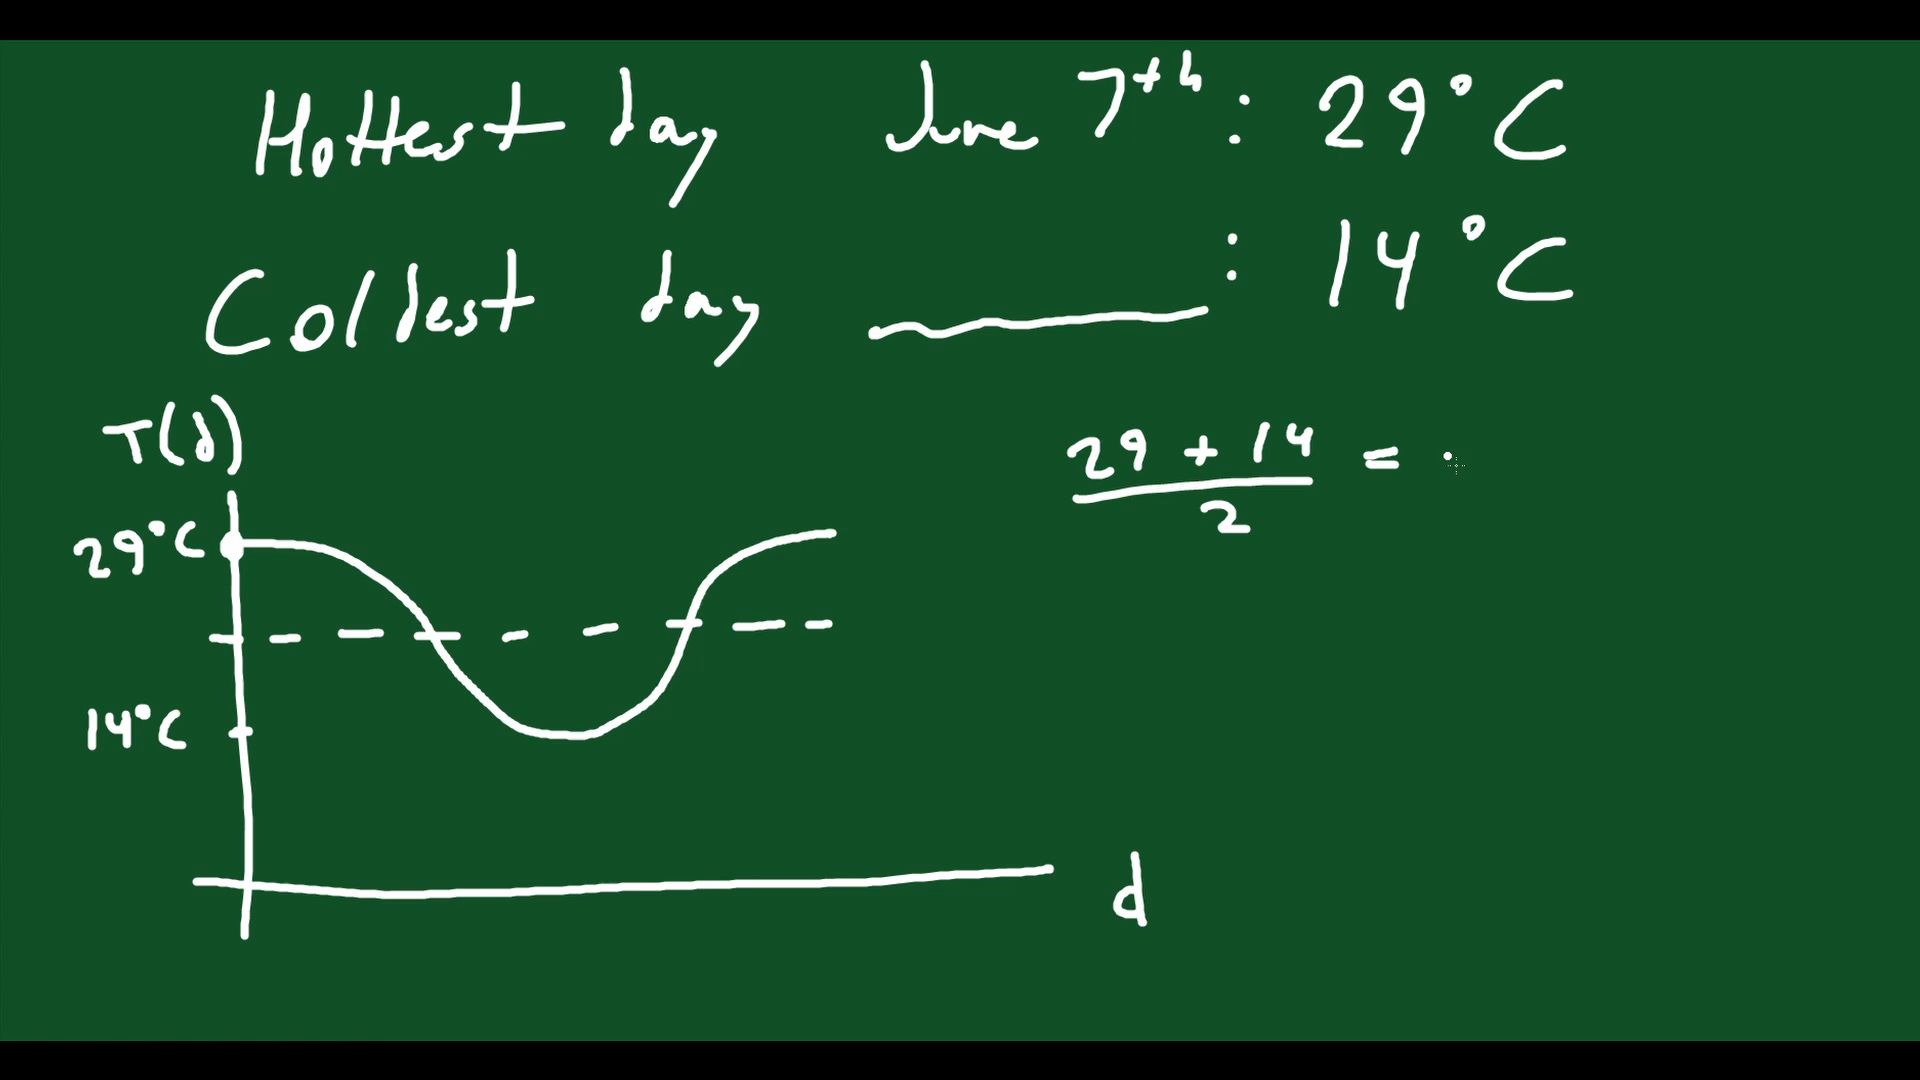 Hottest day June 7th : 29°C
Coldest day : 14°C
T(d)
29 + 14 =
2
29°C
14°C
d